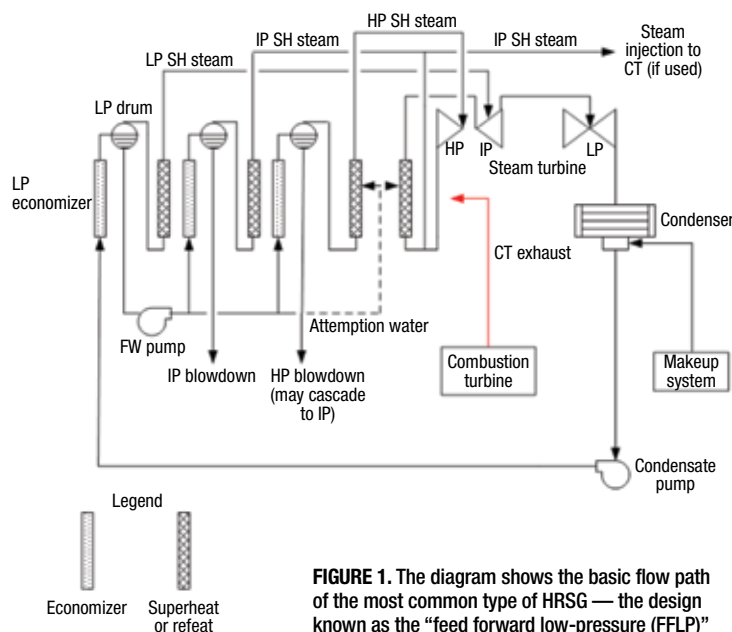 HP SH steam
IP SH steam
IP SH steam
Steam
injection to
CT (if used)
LP SH steam
LP drum
HP
IP
LP
Steam turbine
LP
economizer
Condenser
CT exhaust
Attemption water
FW pump
IP blowdown
HP blowdown
(may cascade
to IP)
Combustion
turbine
Makeup
system
Condensate
pump
Legend
Economizer
Superheat
or refeat
FIGURE 1. The diagram shows the basic flow path
of the most common type of HRSG — the design
known as the “feed forward low-pressure (FFLP)”